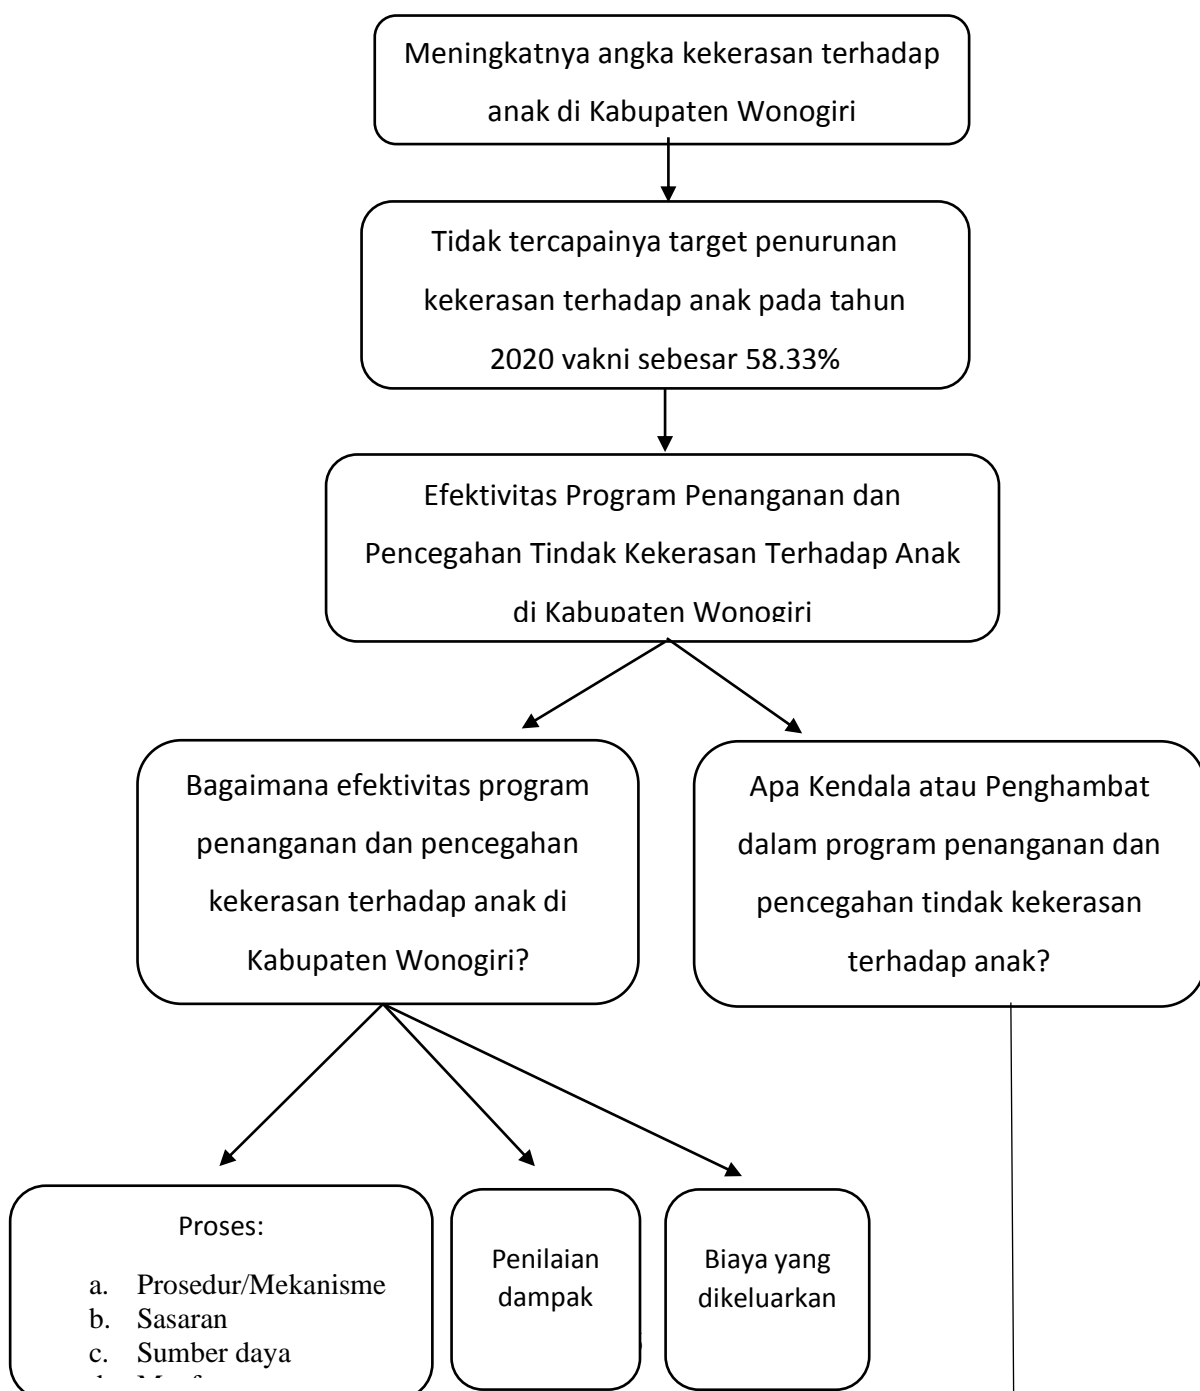 Meningkatnya angka kekerasan terhadap
anak di Kabupaten Wonogiri
Tidak tercapainya target penurunan
kekerasan terhadap anak pada tahun
2020 yakni sebesar 58.33%
Efektivitas Program Penanganan dan
Pencegahan Tindak Kekerasan Terhadap Anak
di Kabupaten Wonogiri
Bagaimana efektivitas program
penanganan dan pencegahan
kekerasan terhadap anak di
Kabupaten Wonogiri?
Apa Kendala atau Penghambat
dalam program penanganan dan
pencegahan tindak kekerasan
terhadap anak?
Proses:
a. Prosedur/Mekanisme
b. Sasaran
c. Sumber daya
Penilaian
dampak
Biaya yang
dikeluarkan